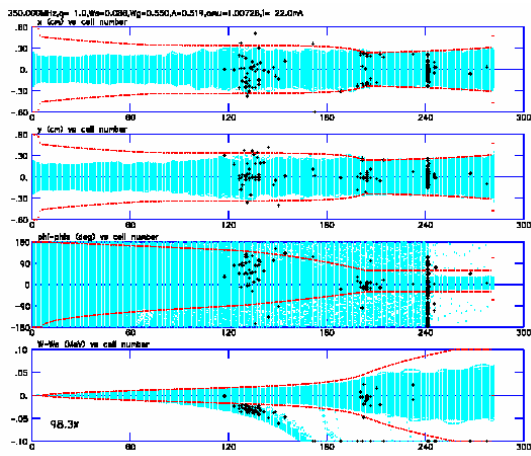 350.000MHz,q= 1.0,Ws=0.088,Wg=0.550,A=0.519,amu=1.00728,i= 22.0mA
x (cm) vs cell number
.60
.30
0.
-.30
-.60
0 60 120 180 240 300
y (cm) vs cell number
.60
.30
0.
-.30
-.60
0 60 120 180 240 300
phi-phis (deg) vs cell number
180
100
0.
-100
-150
0 60 120 180 240 300
W-Ws (MeV) vs cell number
.10
.05
0.
-.05
-.10
98.3%
0 60 120 180 240 300